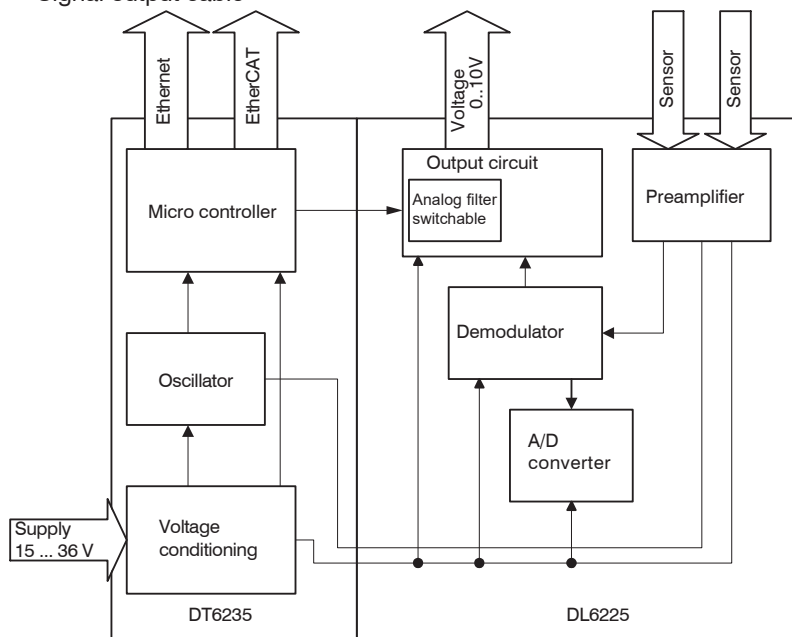 Signal output cable
Ethernet
EtherCAT
Voltage
0..10V
Sensor
Sensor
Micro controller
Output circuit
Analog filter
switchable
Preamplifier
Oscillator
Demodulator
A/D
converter
Supply
15 ... 36 V
Voltage
conditioning
DT6235
DL6225